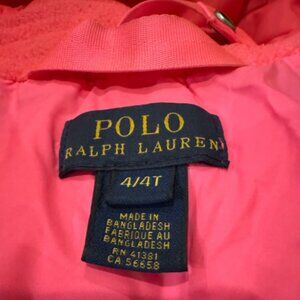 POLO
RALPH LAUREN
4/4T
MADE IN
BANGLADESH
FABRIQUE AU
BANGLADESH
RN 41381
CA 56658